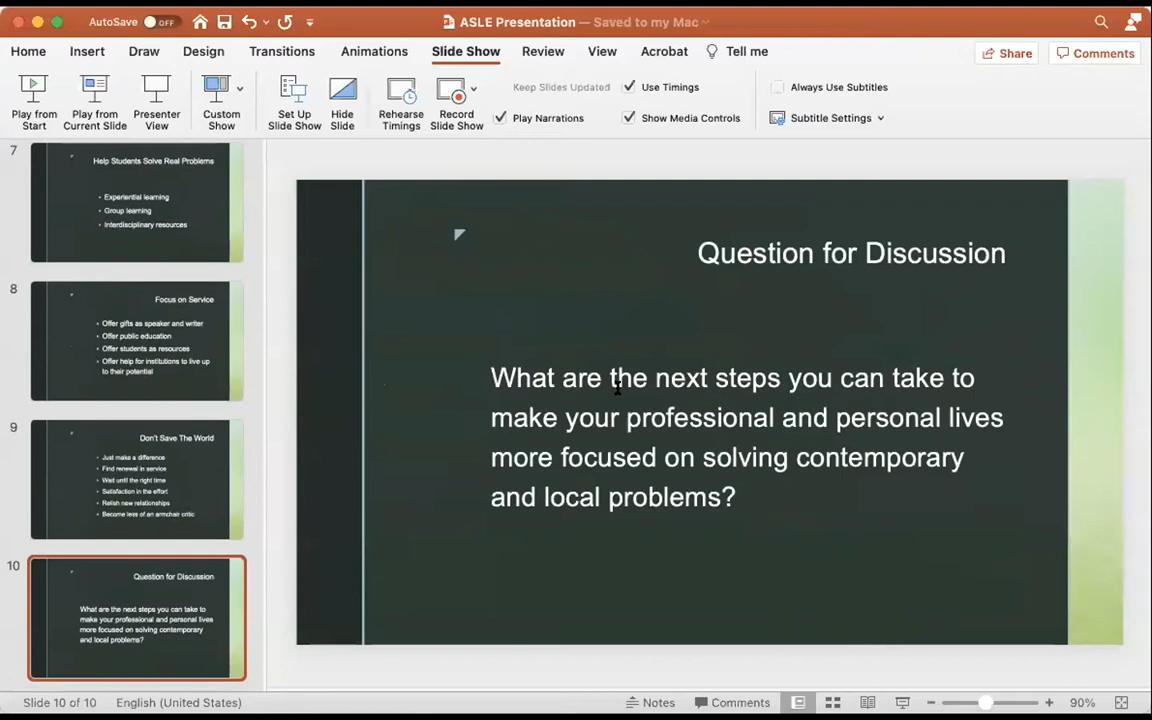 AutoSave OFF
ASLE Presentation — Saved to my Mac
Home Insert Draw Design Transitions Animations Slide Show Review View Acrobat Tell me
Share Comments
Play from Start
Play from Current Slide
Presenter View
Custom Show
Set Up Slide Show
Hide Slide
Rehearse Timings
Record Slide Show
Keep Slides Updated
Use Timings
Play Narrations
Show Media Controls
Always Use Subtitles
Subtitle Settings
7
Help Students Solve Real Problems
• Experiential learning
• Group learning
• Interdisciplinary resources
8
Focus on Service
• Offer gifts as speaker and writer
• Offer public education
• Offer students as resources
• Offer help for institutions to live up
to their potential
9
Don't Save The World
• Just make a difference
• Find renewal in service
• Wait until the right time
• Satisfaction in the effort
• Relish new relationships
• Become less of an armchair critic
10
Question for Discussion
What are the next steps you can take to
make your professional and personal lives
more focused on solving contemporary
and local problems?
Question for Discussion
What are the next steps you can take to
make your professional and personal lives
more focused on solving contemporary
and local problems?
Slide 10 of 10 English (United States)
Notes Comments 90%